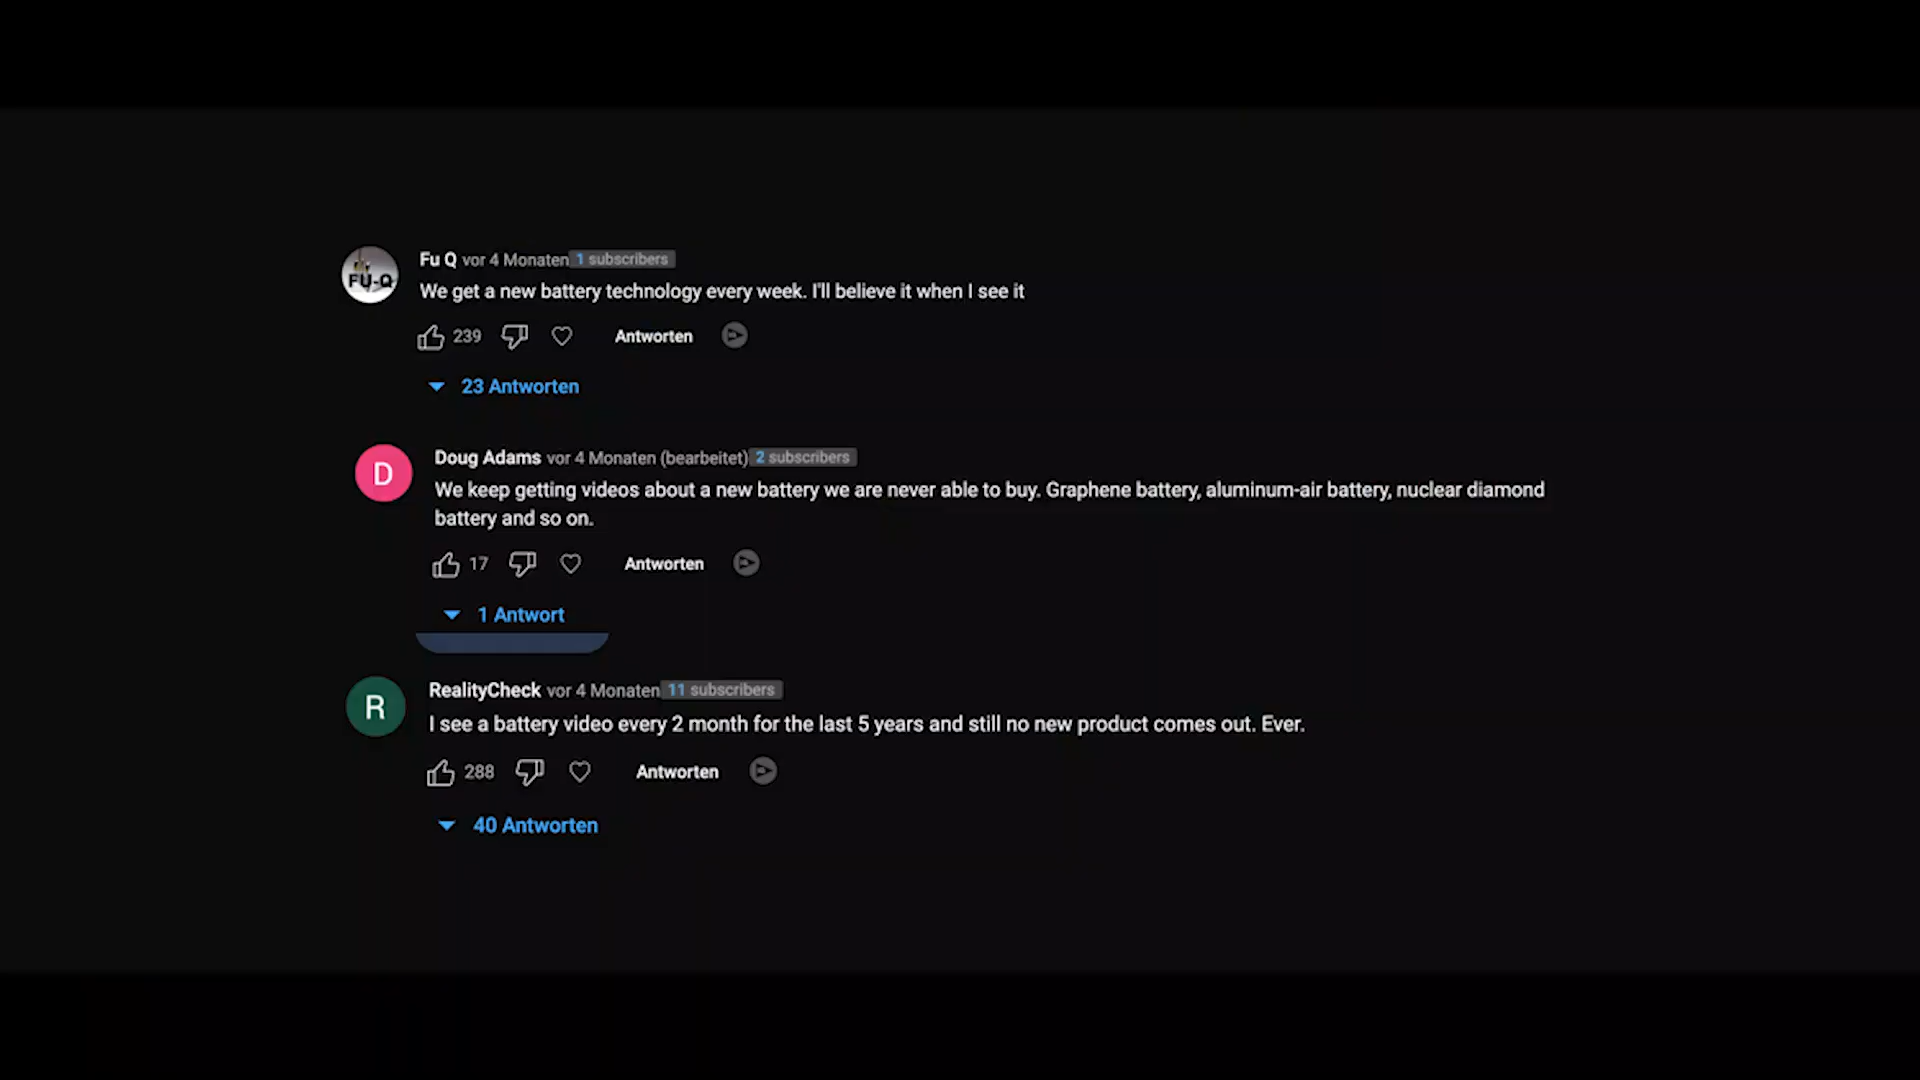 FU-Q
Fu Q vor 4 Monaten 1 subscribers
We get a new battery technology every week. I'll believe it when I see it
239 Antworten
23 Antworten
D
Doug Adams vor 4 Monaten (bearbeitet) 2 subscribers
We keep getting videos about a new battery we are never able to buy. Graphene battery, aluminum-air battery, nuclear diamond
battery and so on.
17 Antworten
1 Antwort
R
RealityCheck vor 4 Monaten 11 subscribers
I see a battery video every 2 month for the last 5 years and still no new product comes out. Ever.
288 Antworten
40 Antworten